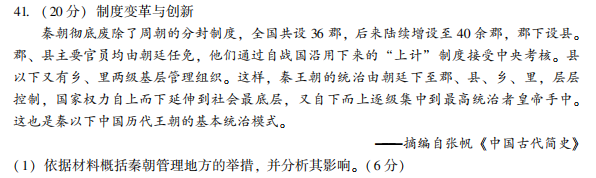 41.（20分）制度变革与创新
秦朝彻底废除了周朝的分封制度，全国共设 36 郡，后来陆续增设至 40 余郡，郡下设县。
郡、县主要官员均由朝廷任免，他们通过自战国沿用下来的“上计”制度接受中央考核。县
以下又有乡、里两级基层管理组织。这样，秦王朝的统治由朝廷下至郡、县、乡、里，层层
控制，国家权力自上而下延伸到社会最底层，又自下而上逐级集中到最高统治者皇帝手中。
这也是秦以下中国历代王朝的基本统治模式。
——摘编自张帆《中国古代简史》
（1）依据材料概括秦朝管理地方的举措，并分析其影响。（6分）